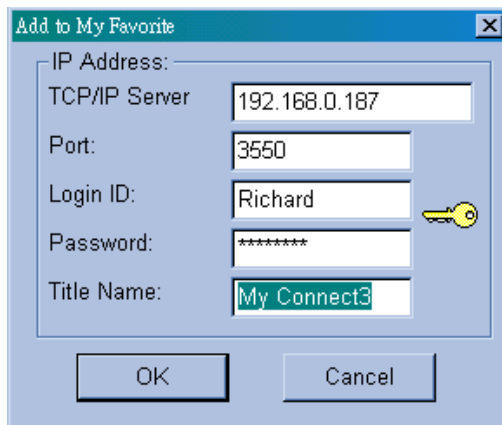 Add to My Favorite
IP Address:
TCP/IP Server 192.168.0.187
Port: 3550
Login ID: Richard
Password: ********
Title Name: My Connect3
OK Cancel